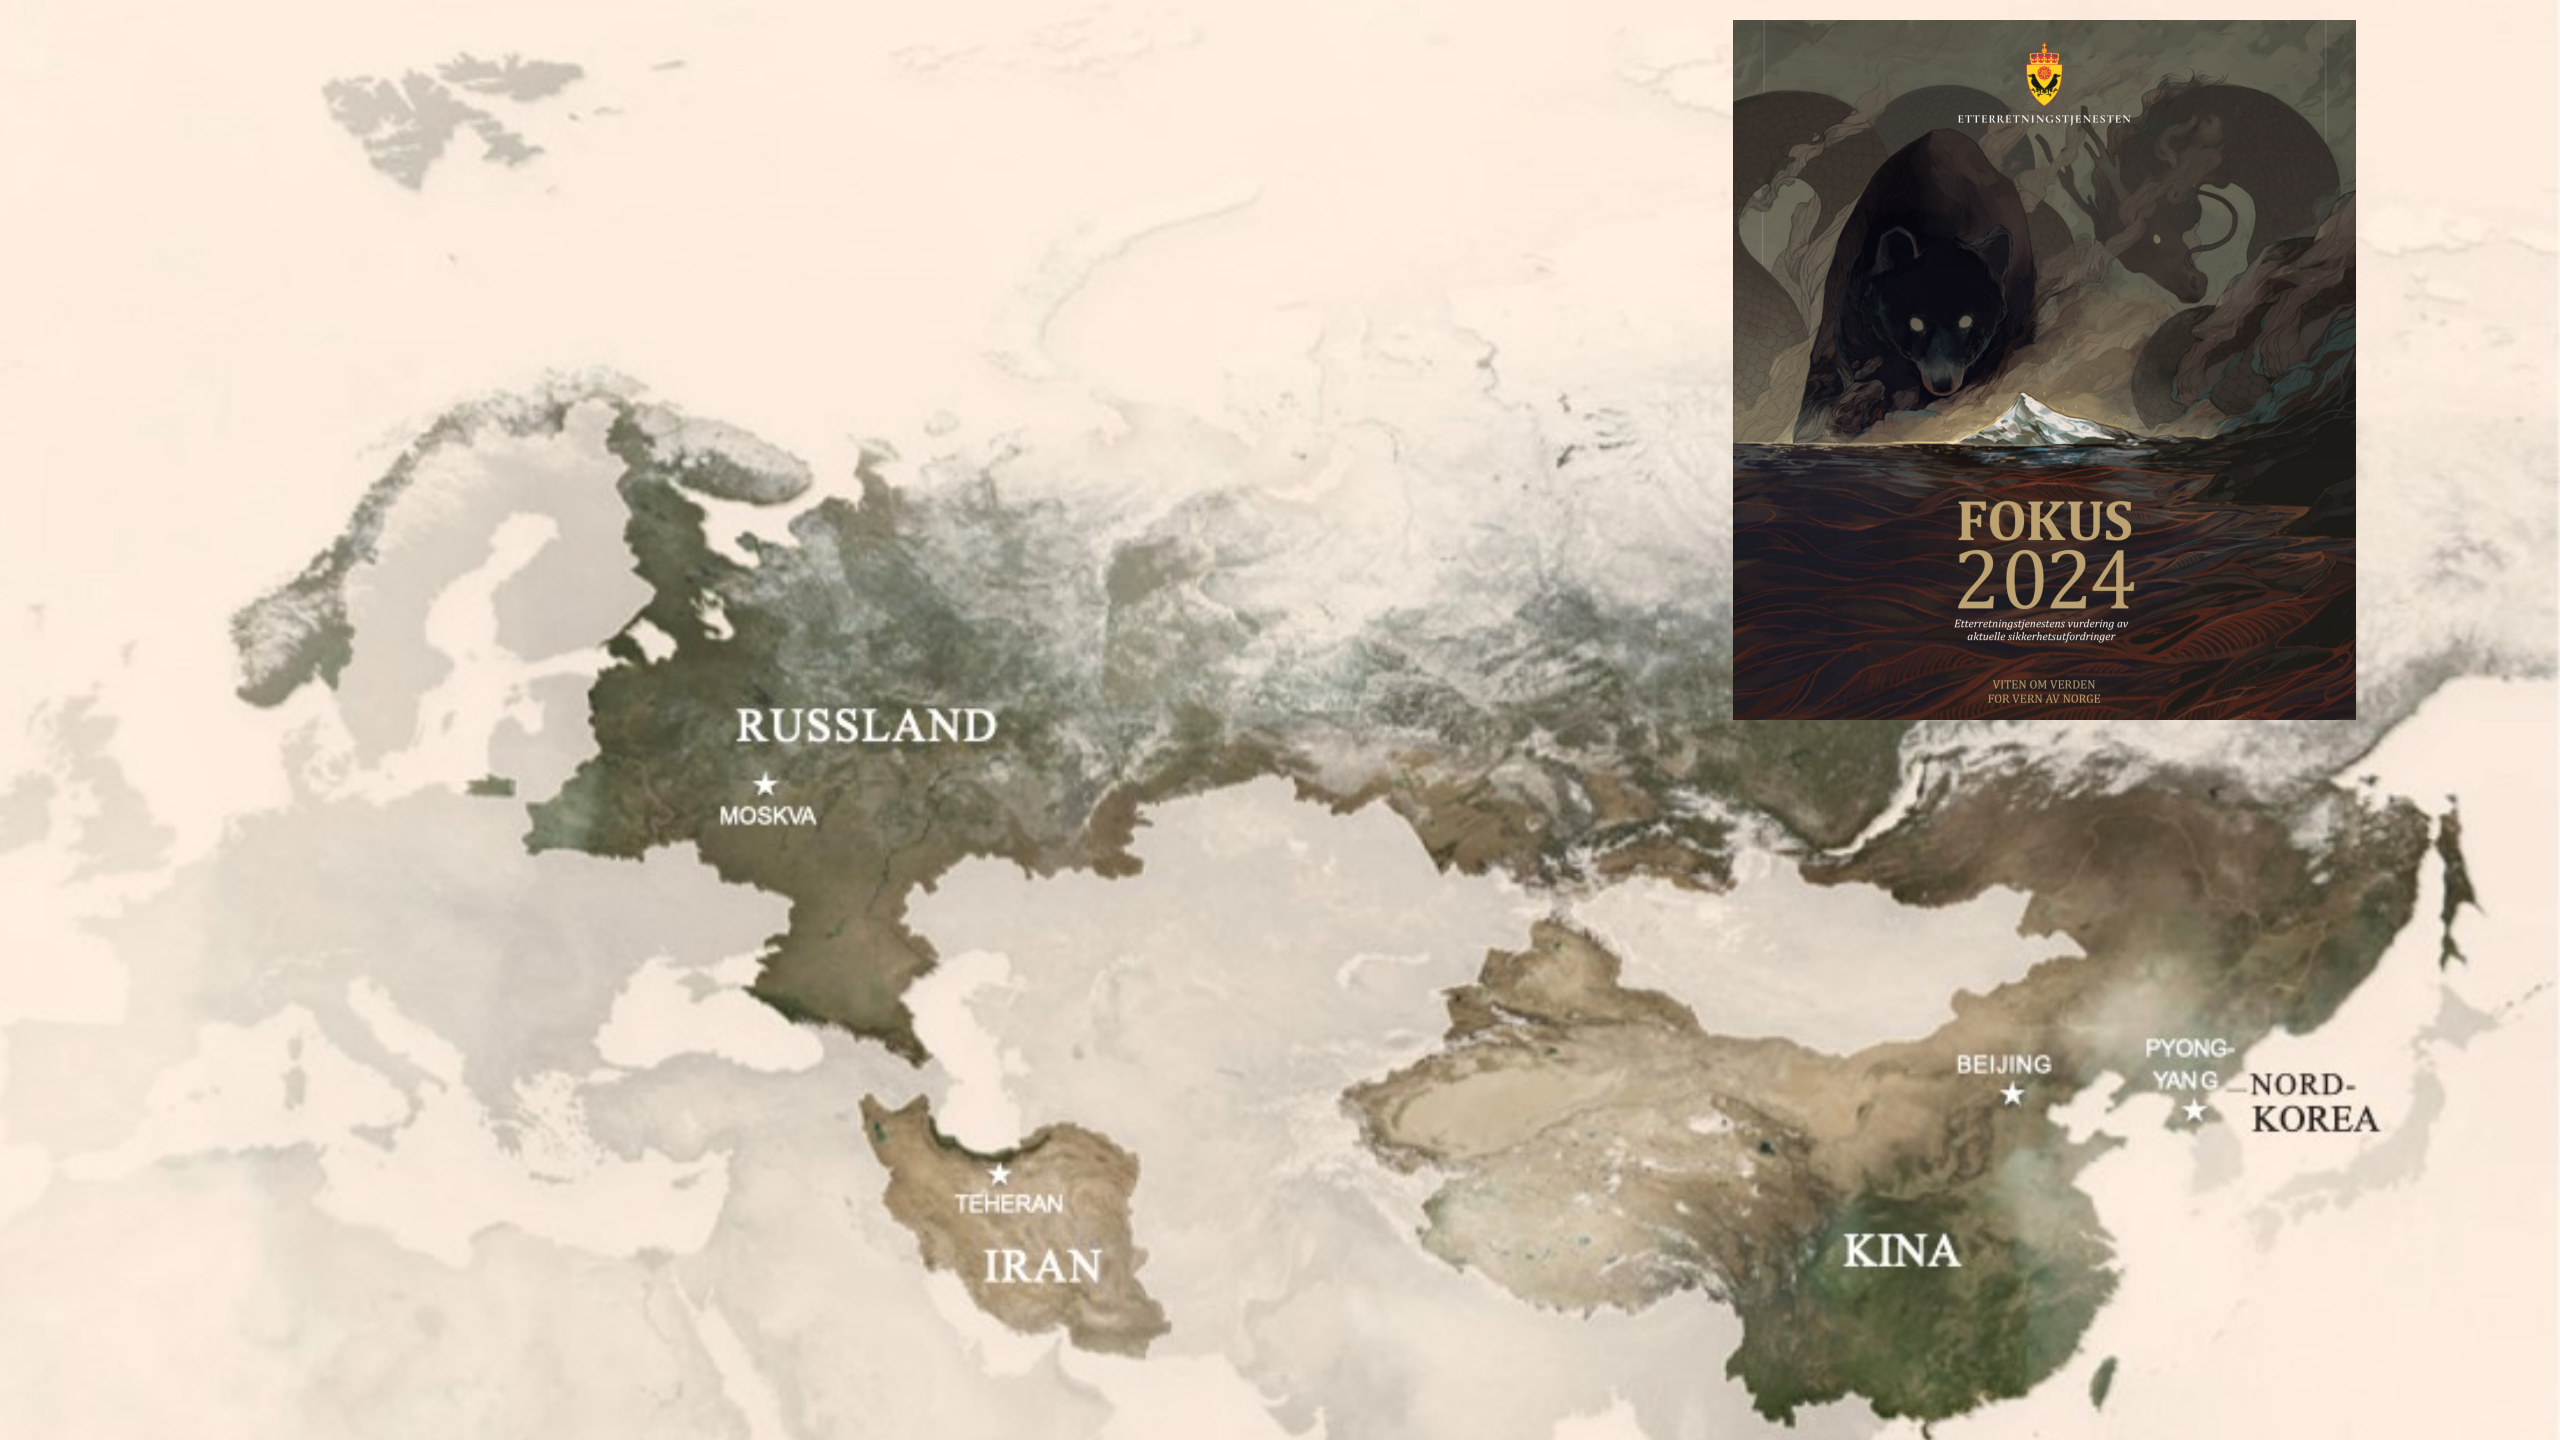 ETTERRETNINGSTJENESTEN
FOKUS
2024
Etterretningstjenestens vurdering av
aktuelle sikkerhetsutfordringer
VITEN OM VERDEN
FOR VERN AV NORGE
RUSSLAND
MOSKVA
TEHERAN
IRAN
BEIJING
PYONG-
YANG
NORD-
KOREA
KINA